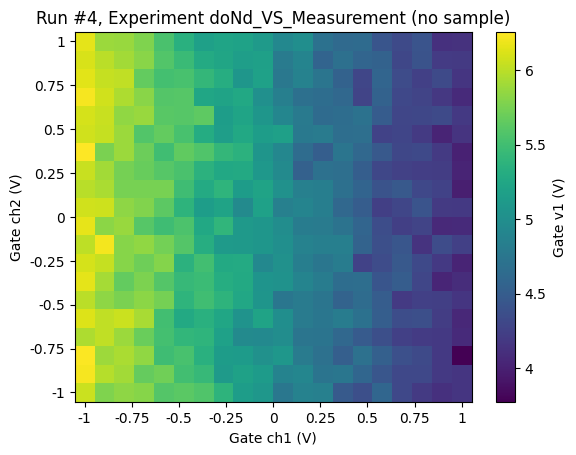 Run #4, Experiment doNd_VS_Measurement (no sample)
Gate ch2 (V)
1
0.75
0.5
0.25
0
-0.25
-0.5
-0.75
-1
-1 -0.75 -0.5 -0.25 0 0.25 0.5 0.75 1
Gate ch1 (V)
6
5.5
5
4.5
4
Gate v1 (V)